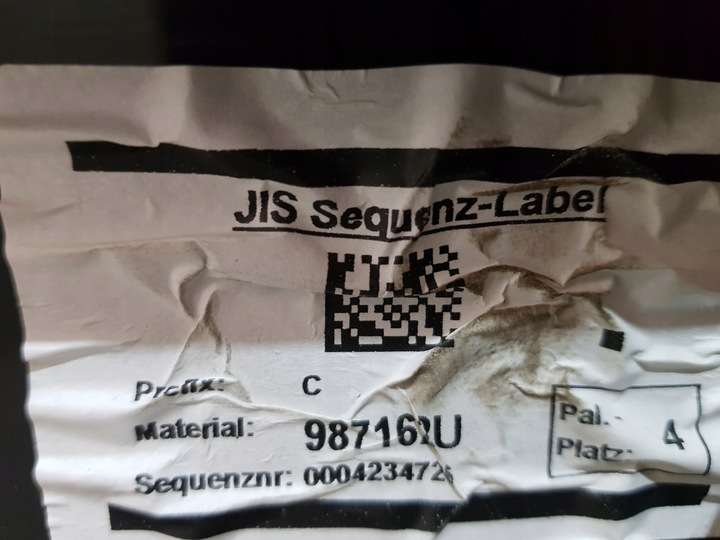 JIS Sequenz-Label
Prefix: C
Material:
Pal.-
Platz: 4
Sequenznr: